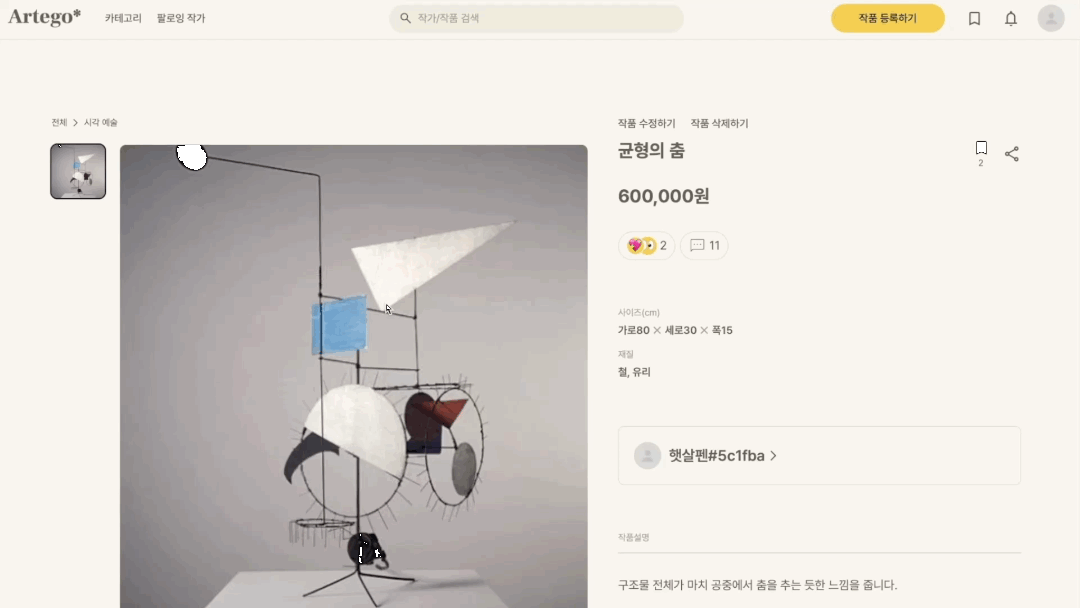 Artego*
카테고리
팔로잉 작가
작가/작품 검색
작품 등록하기
전체 > 시각 예술
작품 수정하기
작품 삭제하기
균형의 춤
2
600,000원
2
11
사이즈(cm)
가로80 × 세로30 × 폭15
재질
철, 유리
햇살펜#5c1fba >
작품설명
구조물 전체가 마치 공중에서 춤을 추는 듯한 느낌을 줍니다.